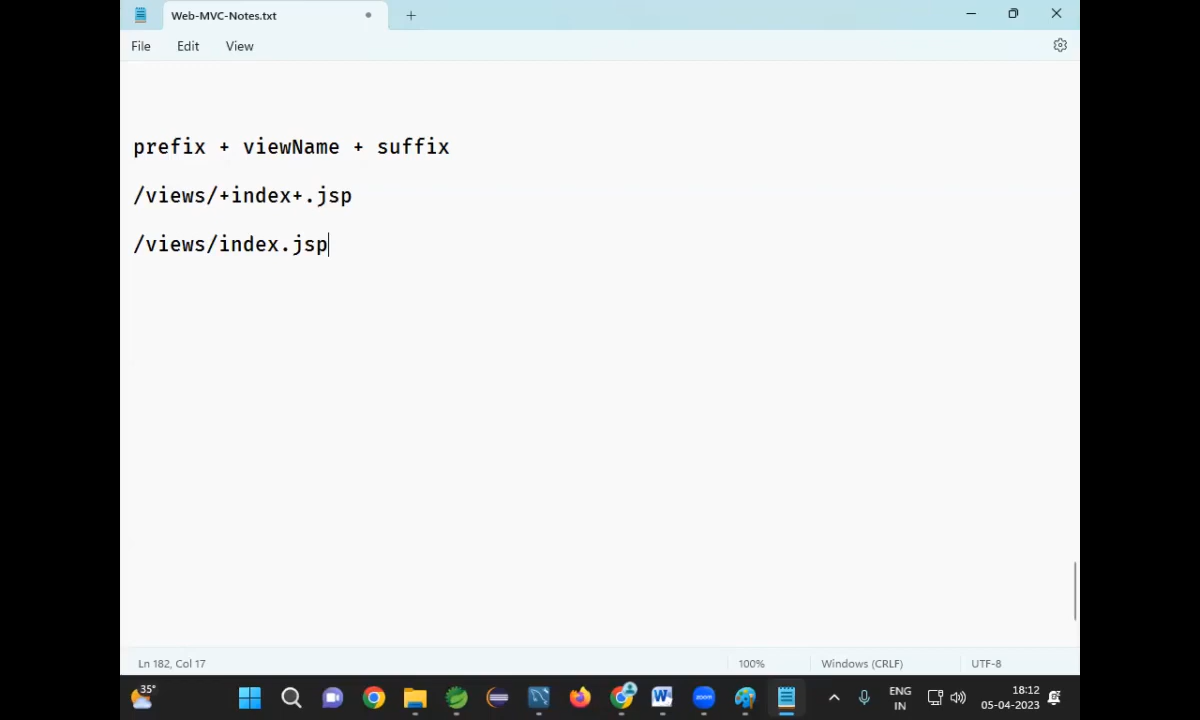 Web-MVC-Notes.txt
File Edit View
prefix + viewName + suffix
/views/+index+.jsp
/views/index.jsp
Ln 182, Col 17 100% Windows (CRLF) UTF-8
35°
zoom
ENG
IN
18:12
05-04-2023